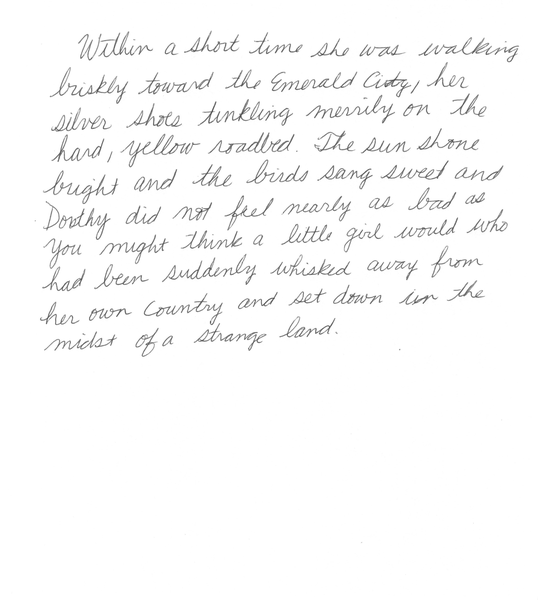 Within a short time she was walking
briskly toward the Emerald City, her
silver shoes tinkling merrily on the
hard, yellow roadbed. The sun shone
bright and the birds sang sweet and
Dorthy did not feel nearly as bad as
you might think a little girl would who
had been suddenly whisked away from
her own country and set down in the
midst of a strange land.